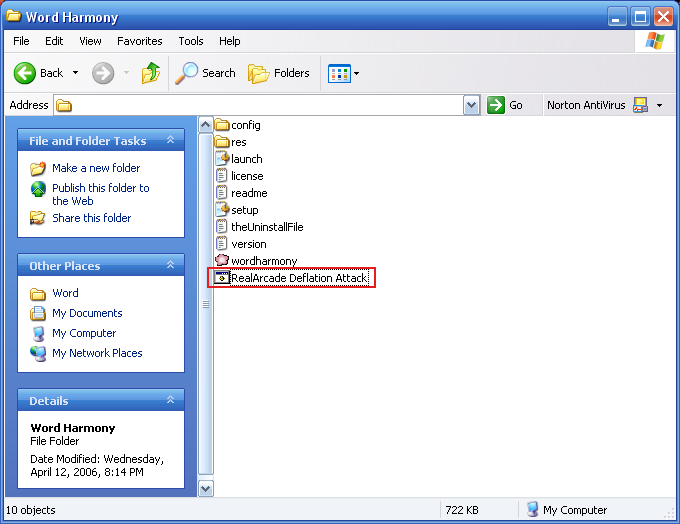 Word Harmony
File Edit View Favorites Tools Help
Back Search Folders
Address Go Norton AntiVirus
File and Folder Tasks
Make a new folder
Publish this folder to
the Web
Share this folder
Other Places
Word
My Documents
My Computer
My Network Places
Details
Word Harmony
File Folder
Date Modified: Wednesday,
April 12, 2006, 8:14 PM
config
res
launch
license
readme
setup
theUninstallFile
version
wordharmony
RealArcade Deflation Attack
10 objects 722 KB My Computer